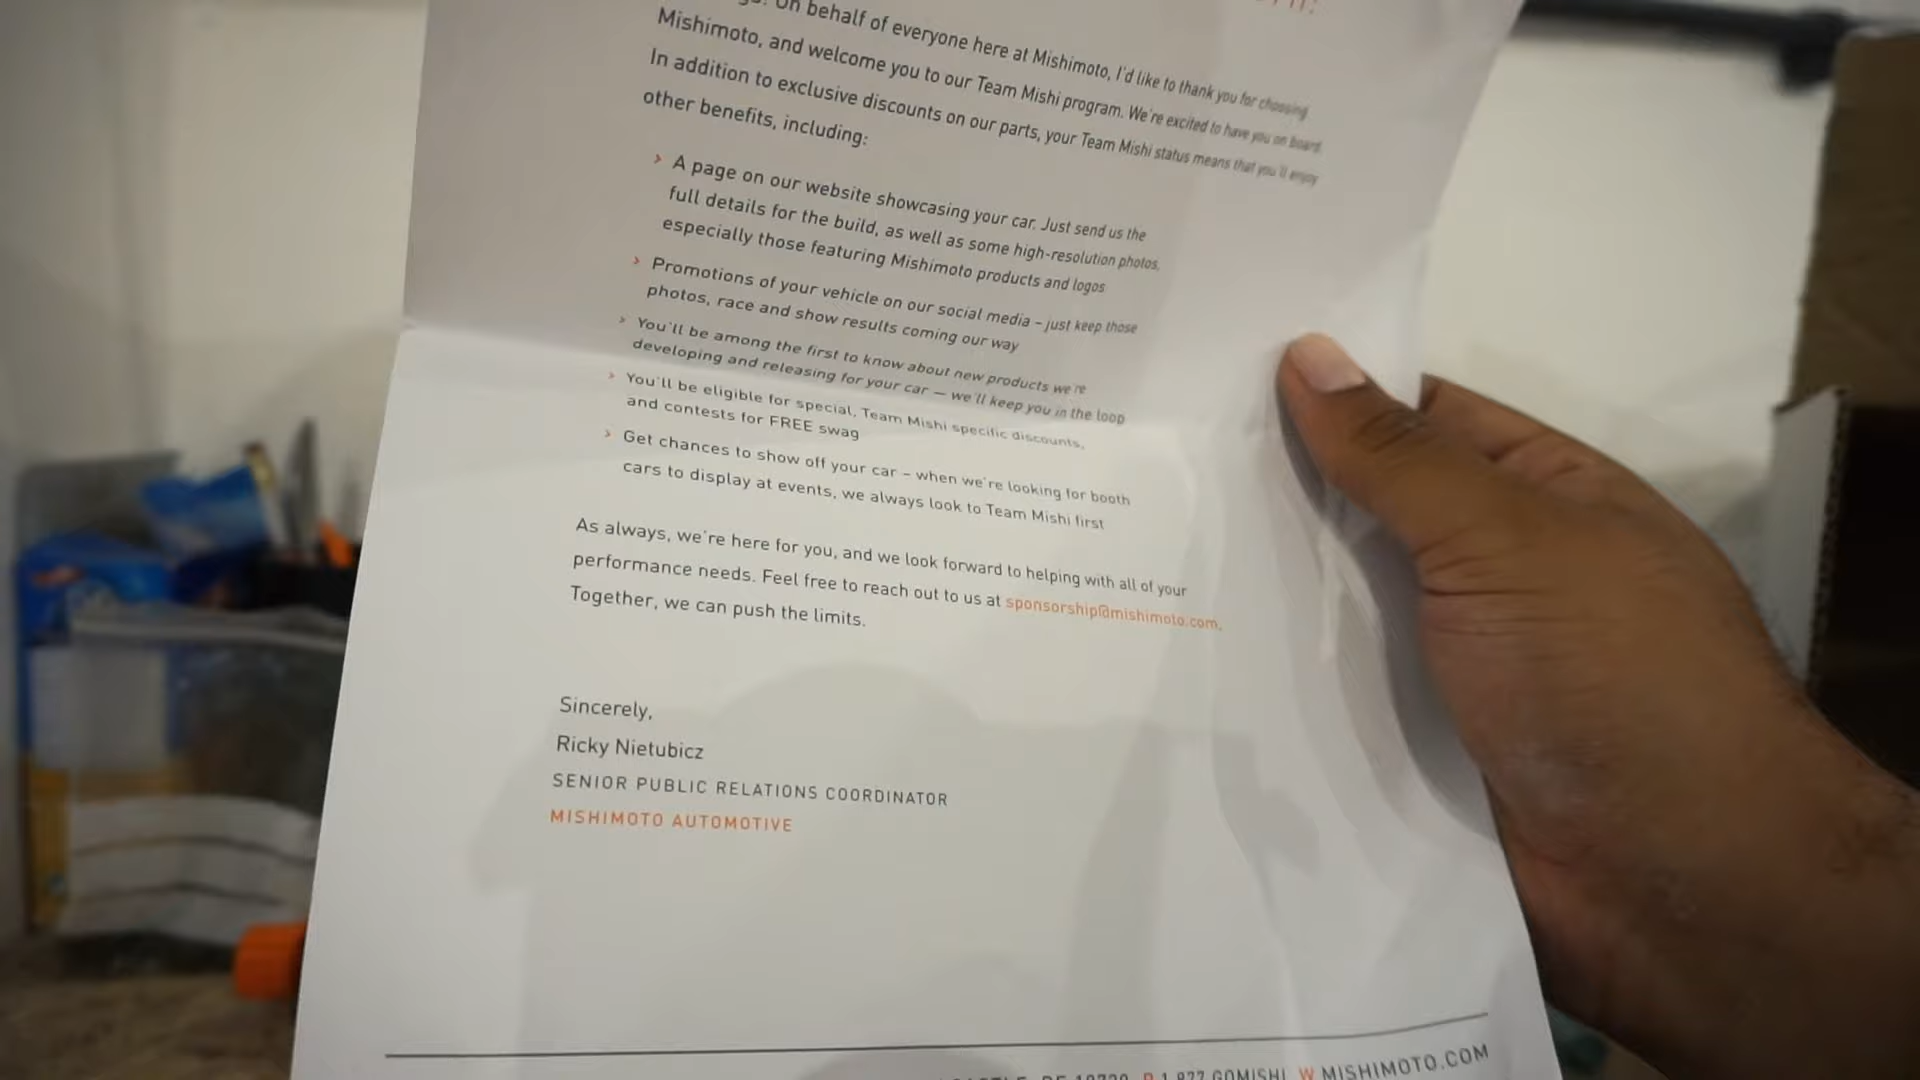 On behalf of everyone here at Mishimoto, I'd like to thank you for choosing
Mishimoto, and welcome you to our Team Mishi program. We're excited to have you on board.
In addition to exclusive discounts on our parts, your Team Mishi status means that you'll enjoy
other benefits, including:
› A page on our website showcasing your car. Just send us the
full details for the build, as well as some high-resolution photos,
especially those featuring Mishimoto products and logos
› Promotions of your vehicle on our social media – just keep those
photos, race and show results coming our way
› You'll be among the first to know about new products we're
developing and releasing for your car — we'll keep you in the loop
› You'll be eligible for special, Team Mishi specific discounts,
and contests for FREE swag
› Get chances to show off your car – when we're looking for booth
cars to display at events, we always look to Team Mishi first
As always, we're here for you, and we look forward to helping with all of your
performance needs. Feel free to reach out to us at sponsorship@mishimoto.com.
Together, we can push the limits.
Sincerely,
Ricky Nietubicz
SENIOR PUBLIC RELATIONS COORDINATOR
MISHIMOTO AUTOMOTIVE
DE 19720 P 1.877.GOMISHI W MISHIMOTO.COM